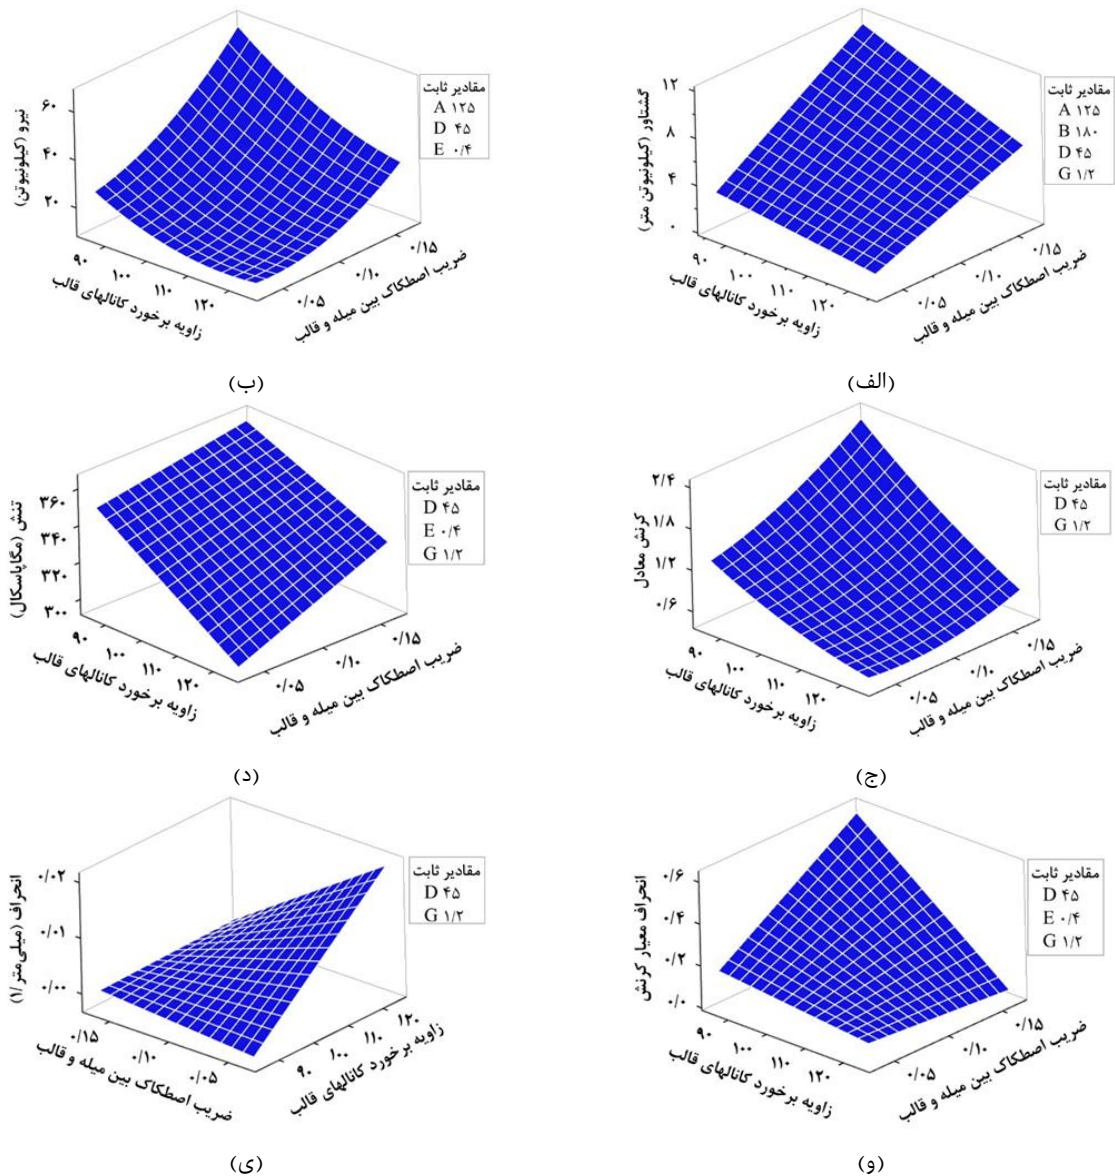 مقادیر ثابت
A ۱۲۵
B ۱۸۰
D ۴۵
G ۱/۲
گشتاور (کیلونیوتن متر)
۱۲
۸
۴
۰
۹۰
۱۰۰
۱۱۰
۱۲۰
زاویه برخورد کانالهای قالب
۰/۰۵
۰/۱۰
۰/۱۵
ضریب اصطکاک بین میله و قالب
(الف)
مقادیر ثابت
A ۱۲۵
D ۴۵
E ۰/۴
نیرو (کیلونیوتن)
۶۰
۴۰
۲۰
۹۰
۱۰۰
۱۱۰
۱۲۰
زاویه برخورد کانالهای قالب
۰/۰۵
۰/۱۰
۰/۱۵
ضریب اصطکاک بین میله و قالب
(ب)
مقادیر ثابت
D ۴۵
G ۱/۲
کرنش معادل
۲/۴
۱/۸
۱/۲
۰/۶
۹۰
۱۰۰
۱۱۰
۱۲۰
زاویه برخورد کانالهای قالب
۰/۰۵
۰/۱۰
۰/۱۵
ضریب اصطکاک بین میله و قالب
(ج)
مقادیر ثابت
D ۴۵
E ۰/۴
G ۱/۲
تنش (مگاپاسکال)
۳۶۰
۳۴۰
۳۲۰
۳۰۰
۹۰
۱۰۰
۱۱۰
۱۲۰
زاویه برخورد کانالهای قالب
۰/۰۵
۰/۱۰
۰/۱۵
ضریب اصطکاک بین میله و قالب
(د)
مقادیر ثابت
D ۴۵
E ۰/۴
G ۱/۲
انحراف معیار کرنش
۰/۶
۰/۴
۰/۲
۰/۰
۹۰
۱۰۰
۱۱۰
۱۲۰
زاویه برخورد کانالهای قالب
۰/۰۵
۰/۱۰
۰/۱۵
ضریب اصطکاک بین میله و قالب
(و)
مقادیر ثابت
D ۴۵
G ۱/۲
انحراف (میلی‌متر/۱)
۰/۰۲
۰/۰۱
۰/۰۰
۰/۱۵
۰/۱۰
۰/۰۵
ضریب اصطکاک بین میله و قالب
۹۰
۱۰۰
۱۱۰
۱۲۰
زاویه برخورد کانالهای قالب
(ی)